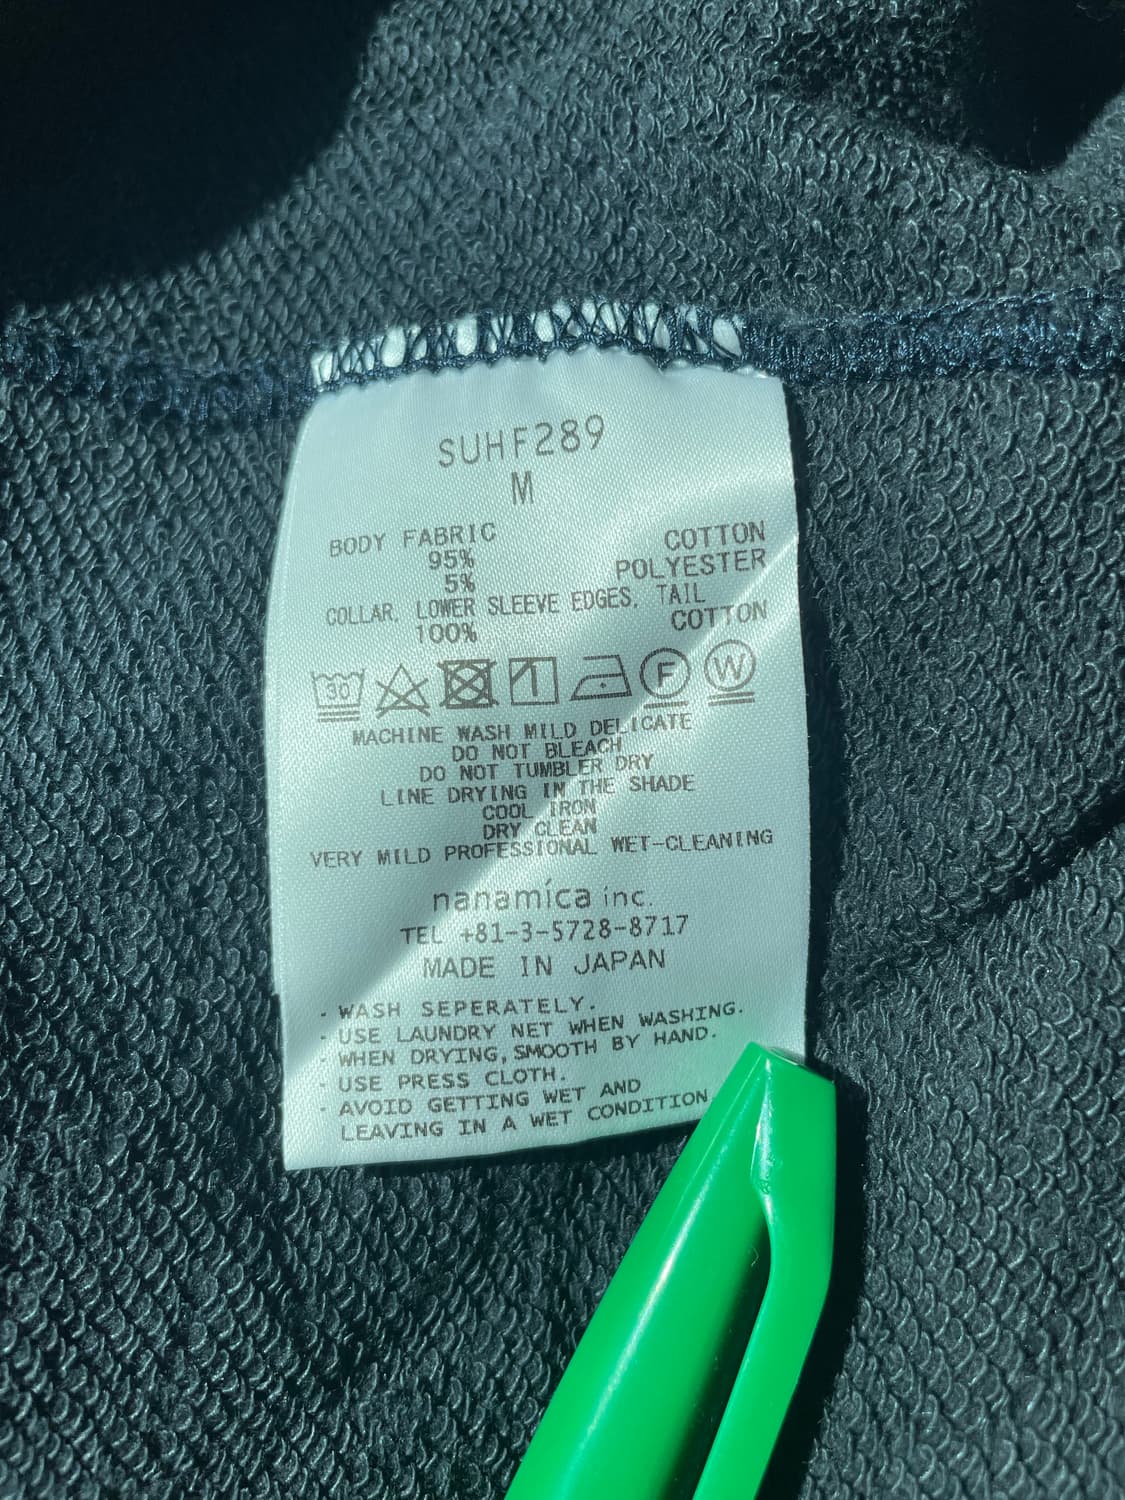 SUHF289
M
BODY FABRIC
95% COTTON
5% POLYESTER
COLLAR, LOWER SLEEVE EDGES, TAIL
100% COTTON
30 1 F W
MACHINE WASH MILD DELICATE
DO NOT BLEACH
DO NOT TUMBLER DRY
LINE DRYING IN THE SHADE
COOL IRON
DRY CLEAN
VERY MILD PROFESSIONAL WET-CLEANING
nanamíca inc.
TEL +81-3-5728-8717
MADE IN JAPAN
· WASH SEPERATELY.
· USE LAUNDRY NET WHEN WASHING.
· WHEN DRYING, SMOOTH BY HAND.
· USE PRESS CLOTH.
· AVOID GETTING WET AND
LEAVING IN A WET CONDITION